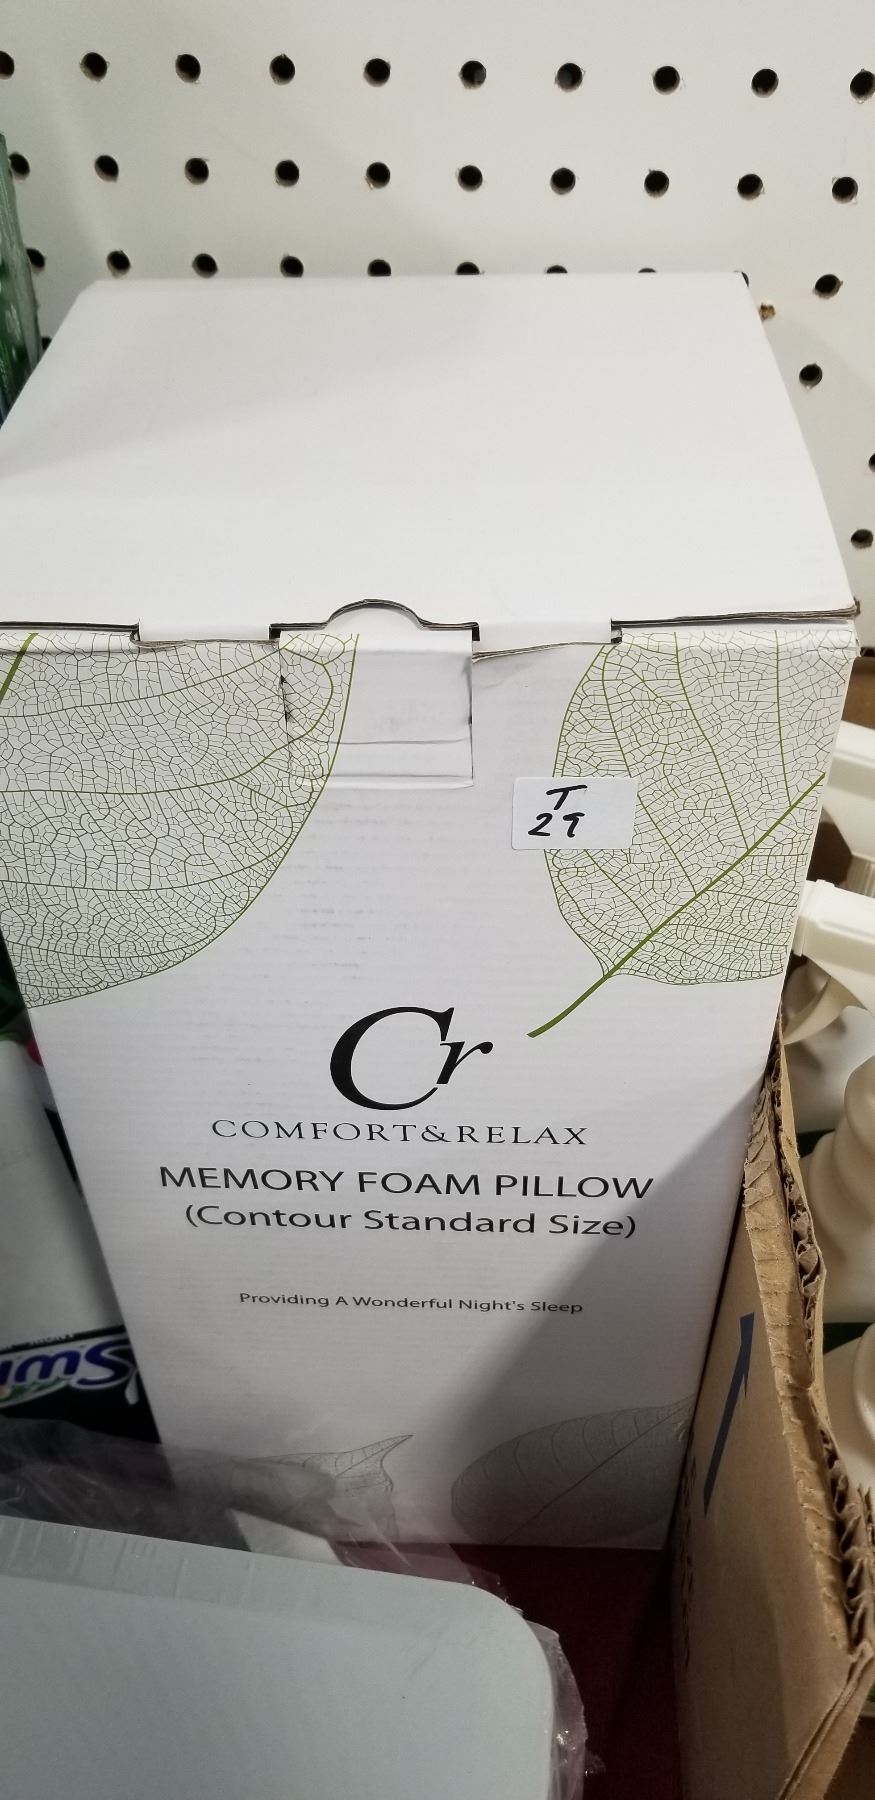 T
29
Cr
COMFORT&RELAX
MEMORY FOAM PILLOW
(Contour Standard Size)
Providing A Wonderful Night's Sleep